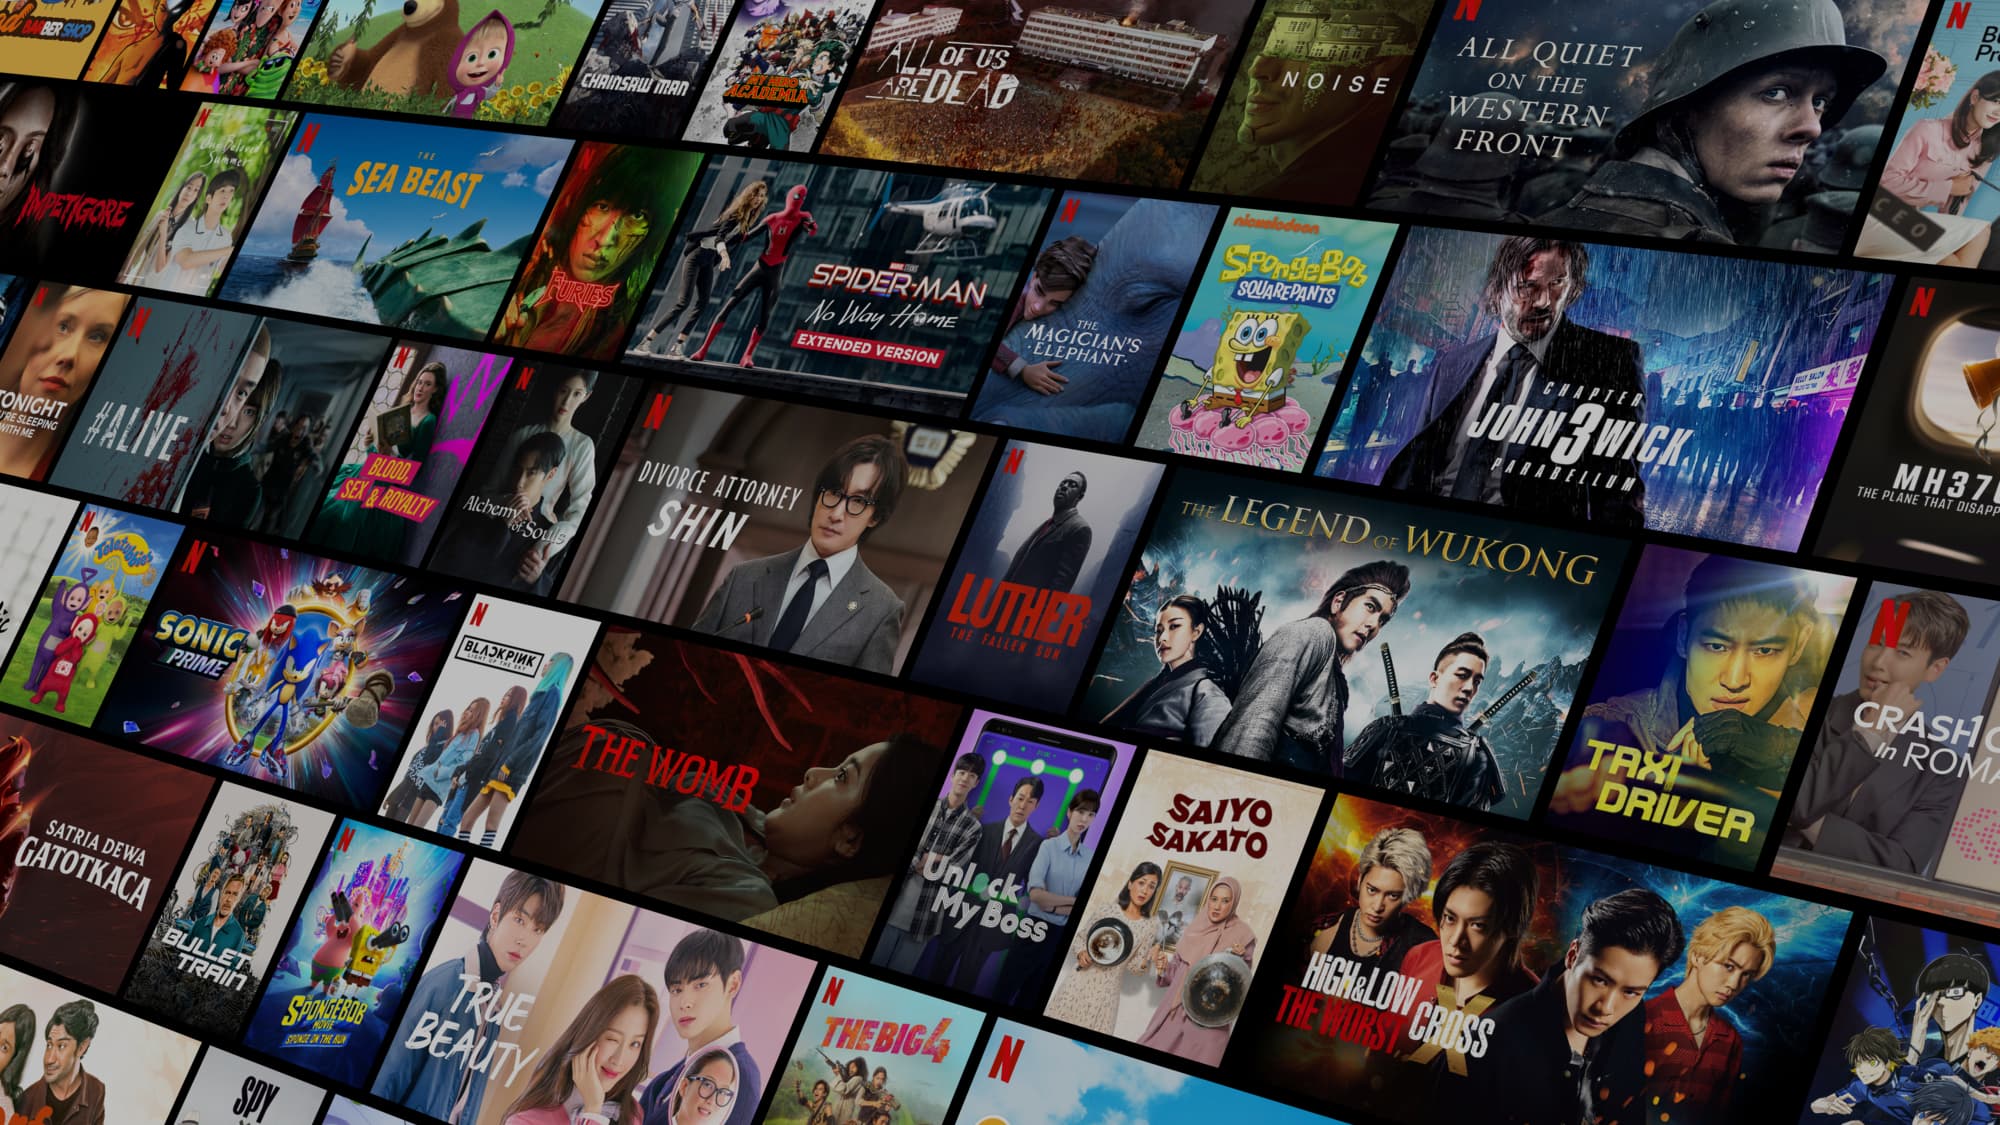 BARBER SHOP
CHAINSAW MAN
MY HERO
ACADEMIA
ALL OF US
ARE DEAD
NOISE
N
ALL QUIET
ON THE
WESTERN
FRONT
N
IMPETIGORE
N
Our Beloved
Summer
N
THE
SEA BEAST
N
FURIES
MARVEL STUDIOS
SPIDER-MAN
No Way Home
EXTENDED VERSION
N
THE
MAGICIAN'S
·ELEPHANT·
nickelodeon
SpongeBob
SQUAREPANTS
CHAPTER
JOHN 3 WICK
PARABELLUM
CEO
N
MH370
THE PLANE THAT DISAPP
N
TONIGHT
YOU'RE SLEEPING
WITH ME
N
#ALIVE
N
BLOOD,
SEX & ROYALTY
N
Alchemy
of Souls
N
DIVORCE ATTORNEY
SHIN
N
LUTHER
THE FALLEN SUN
THE LEGEND OF WUKONG
TAXI
DRIVER
N
CRASH C
in ROMA
N
Teletubbies
N
SONIC
PRIME
N
BLACKPINK
LIGHT UP THE SKY
THE WOMB
Unlock
My Boss
SAIYO
SAKATO
HiGH&LOW
THE WORST X CROSS
SATRIA DEWA
GATOTKACA
BULLET
TRAIN
N
THE
SPONGEBOB
MOVIE
SPONGE ON THE RUN
TRUE
BEAUTY
N
THE BIG 4
N
SPY